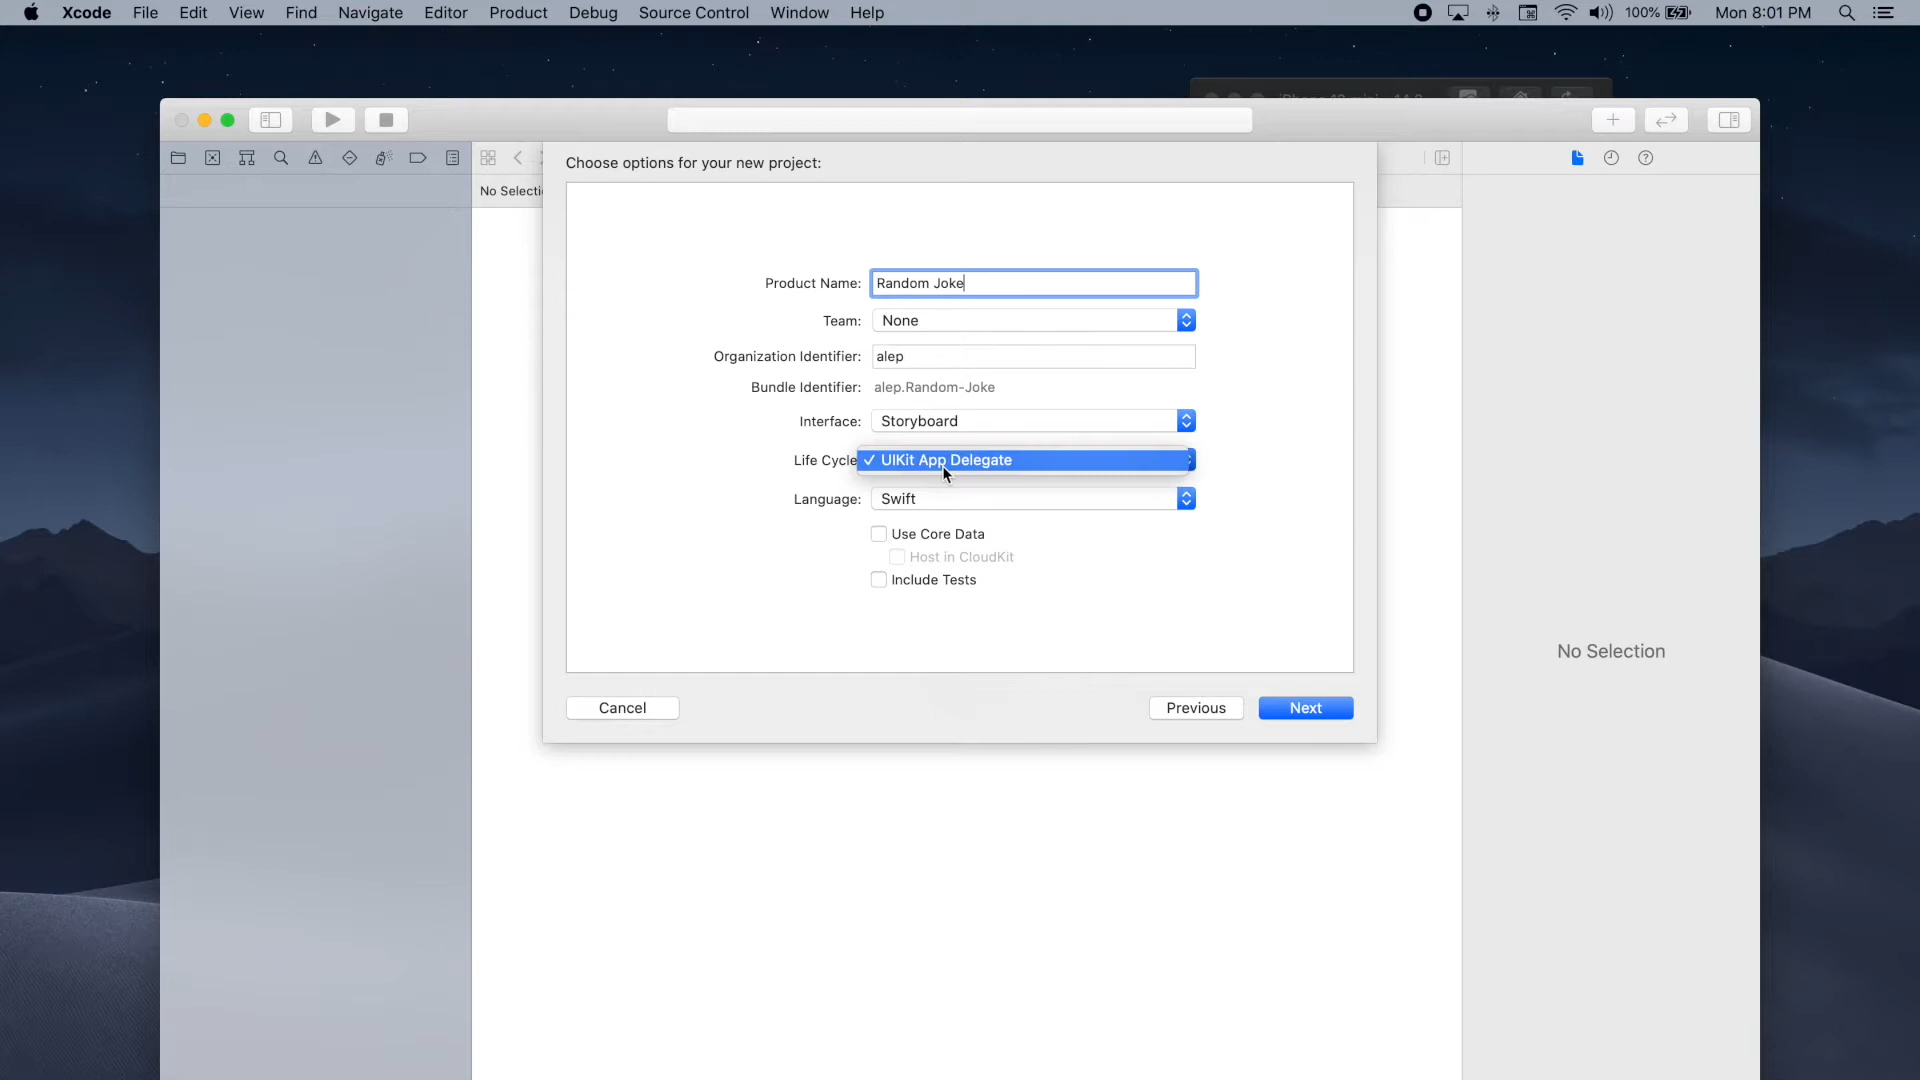 Xcode File Edit View Find Navigate Editor Product Debug Source Control Window Help 100% Mon 8:01 PM
Choose options for your new project:
No Selecti
Product Name: Random Joke
Team: None
Organization Identifier: alep
Bundle Identifier: alep.Random-Joke
Interface: Storyboard
Life Cycle ✓ UIKit App Delegate
Language: Swift
Use Core Data
Host in CloudKit
Include Tests
No Selection
Cancel Previous Next